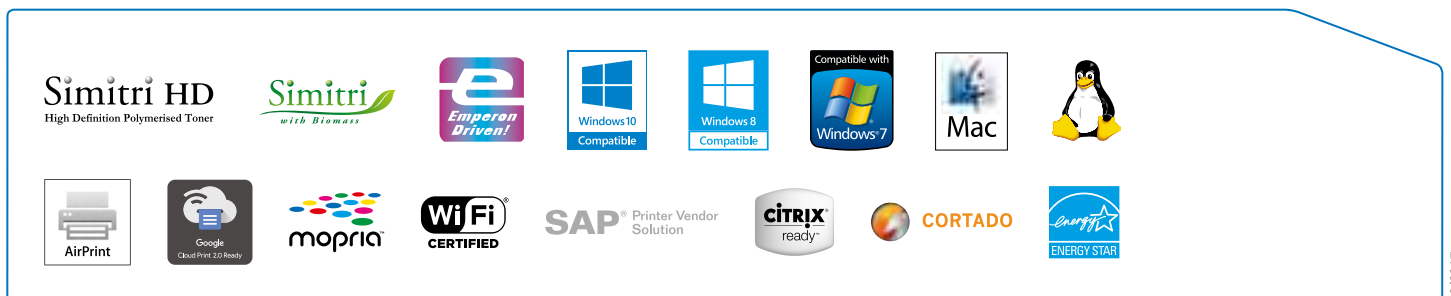 Simitri HD
High Definition Polymerised Toner
Simitri
with Biomass
e
Emperon
Driven!
Windows 10
Compatible
Windows 8
Compatible
Compatible with
Windows®7
Mac
AirPrint
Google
Cloud Print 2.0 Ready
mopria™
Wi Fi®
CERTIFIED
SAP® Printer Vendor
Solution
CITRIX®
ready™
CORTADO
energy
ENERGY STAR